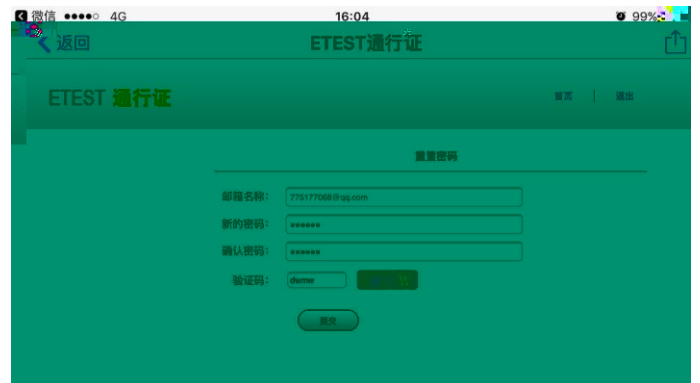 微信 4G 16:04 99%
返回 ETEST通行证
ETEST 通行证 首页 | 退出
重置密码
邮箱名称: 775177068@qq.com
新的密码: ••••••
确认密码: ••••••
验证码:
提交